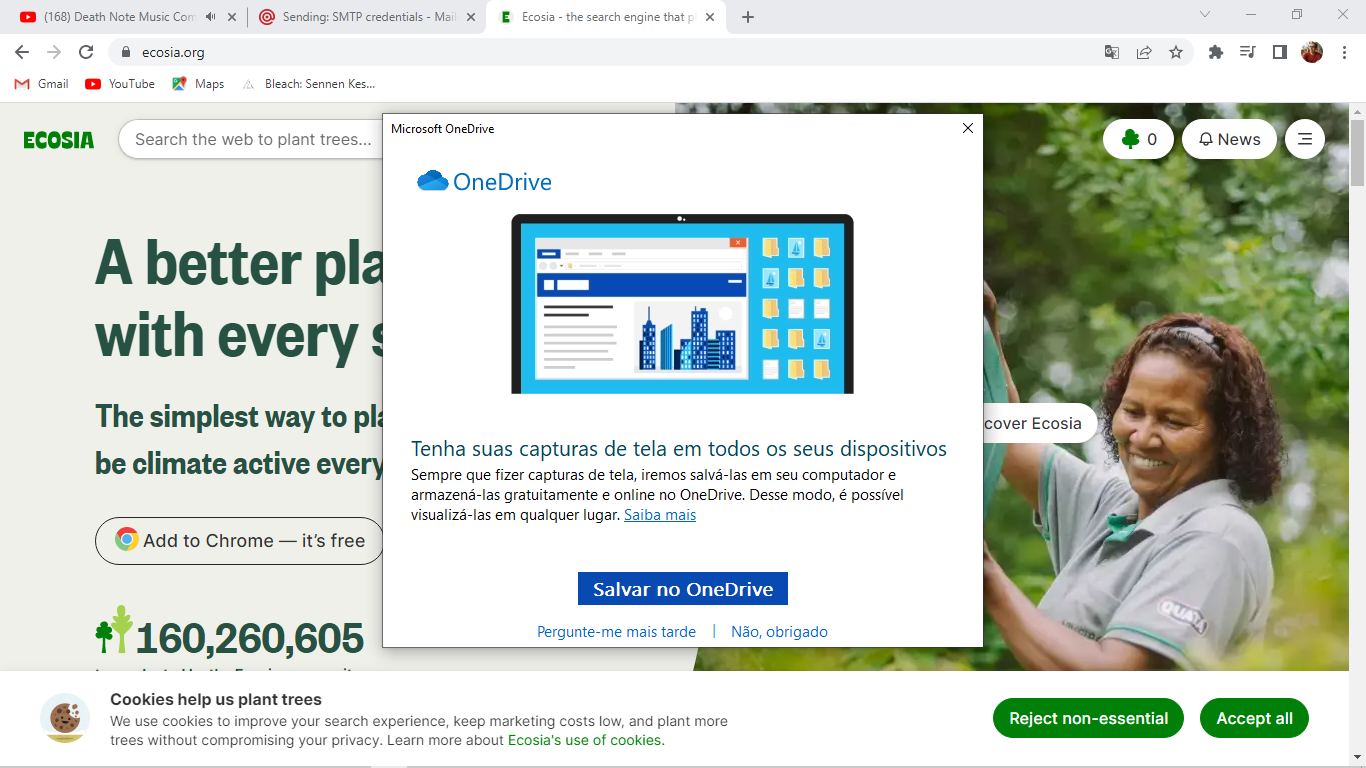 (168) Death Note Music Com
Sending: SMTP credentials - Mail
Ecosia - the search engine that p
ecosia.org
Gmail
YouTube
Maps
Bleach: Sennen Kes...
ECOSIA
Search the web to plant trees...
0
News
Microsoft OneDrive
OneDrive
A better pla
with every s
The simplest way to pla
be climate active every
Add to Chrome — it's free
160,260,605
cover Ecosia
Tenha suas capturas de tela em todos os seus dispositivos
Sempre que fizer capturas de tela, iremos salvá-las em seu computador e
armazená-las gratuitamente e online no OneDrive. Desse modo, é possível
visualizá-las em qualquer lugar. Saiba mais
Salvar no OneDrive
Pergunte-me mais tarde | Não, obrigado
Cookies help us plant trees
We use cookies to improve your search experience, keep marketing costs low, and plant more
trees without compromising your privacy. Learn more about Ecosia's use of cookies.
Reject non-essential
Accept all